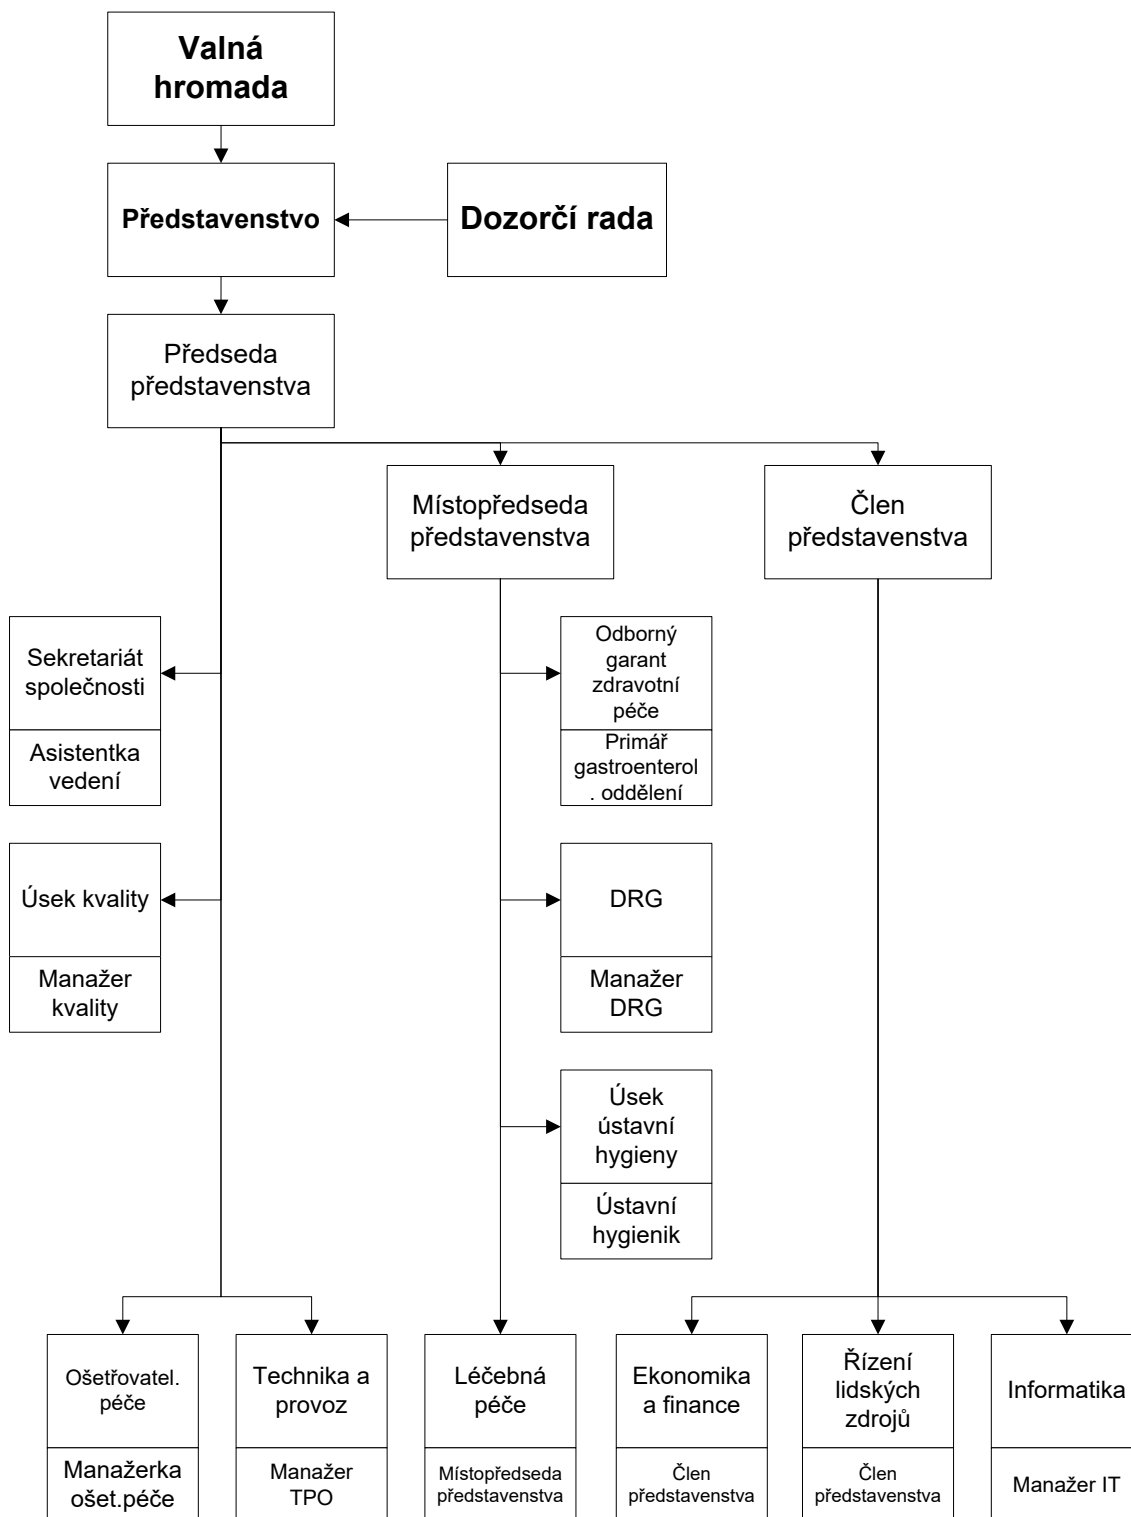 Valná
hromada
Představenstvo
Dozorčí rada
Předseda
představenstva
Místopředseda
představenstva
Člen
představenstva
Sekretariát
společnosti
Asistentka
vedení
Odborný
garant
zdravotní
péče
Primář
gastroenterol
. oddělení
Úsek kvality
Manažer
kvality
DRG
Manažer
DRG
Úsek
ústavní
hygieny
Ústavní
hygienik
Ošetřovatel.
péče
Manažerka
ošet.péče
Technika a
provoz
Manažer
TPO
Léčebná
péče
Místopředseda
představenstva
Ekonomika
a finance
Člen
představenstva
Řízení
lidských
zdrojů
Člen
představenstva
Informatika
Manažer IT